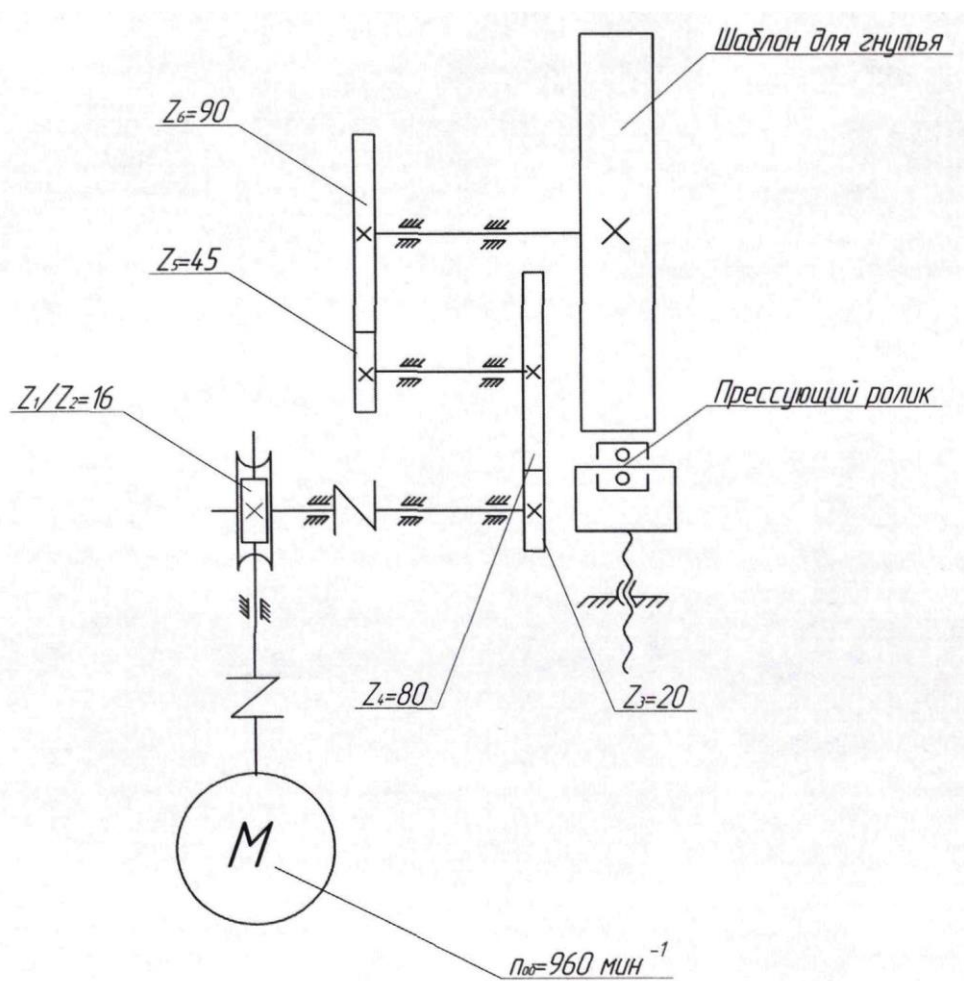 Шаблон для гнутья
Z₆=90
Z₅=45
Z₁/Z₂=16
Прессующий ролик
Z₄=80
Z₃=20
М
nоб=960 мин⁻¹